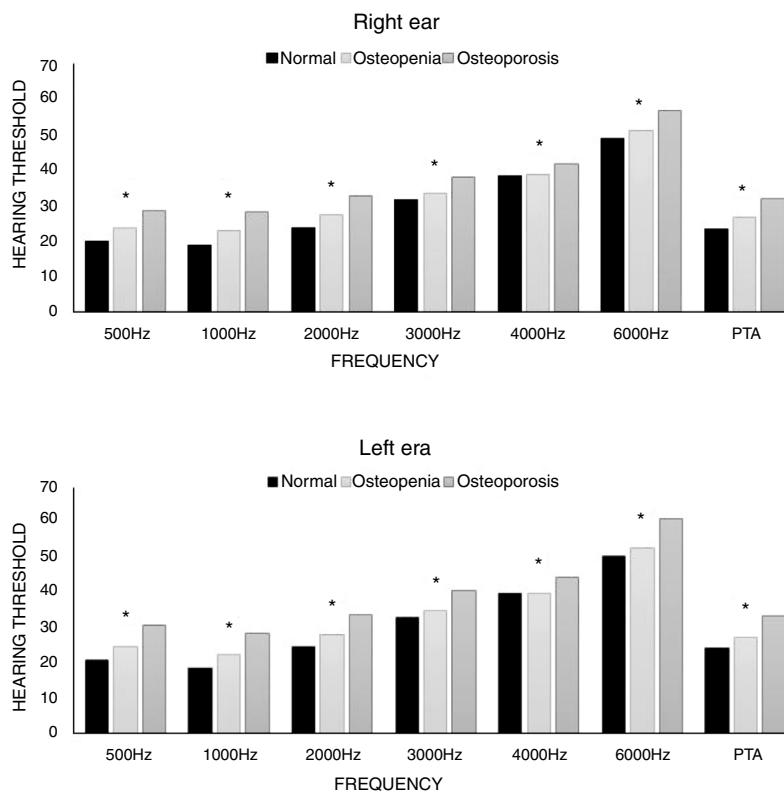 Right ear
Normal Osteopenia Osteoporosis
HEARING THRESHOLD
70
60
50
40
30
20
10
0
* * * * * * *
500Hz 1000Hz 2000Hz 3000Hz 4000Hz 6000Hz PTA
FREQUENCY
Left era
Normal Osteopenia Osteoporosis
HEARING THRESHOLD
70
60
50
40
30
20
10
0
* * * * * * *
500Hz 1000Hz 2000Hz 3000Hz 4000Hz 6000Hz PTA
FREQUENCY